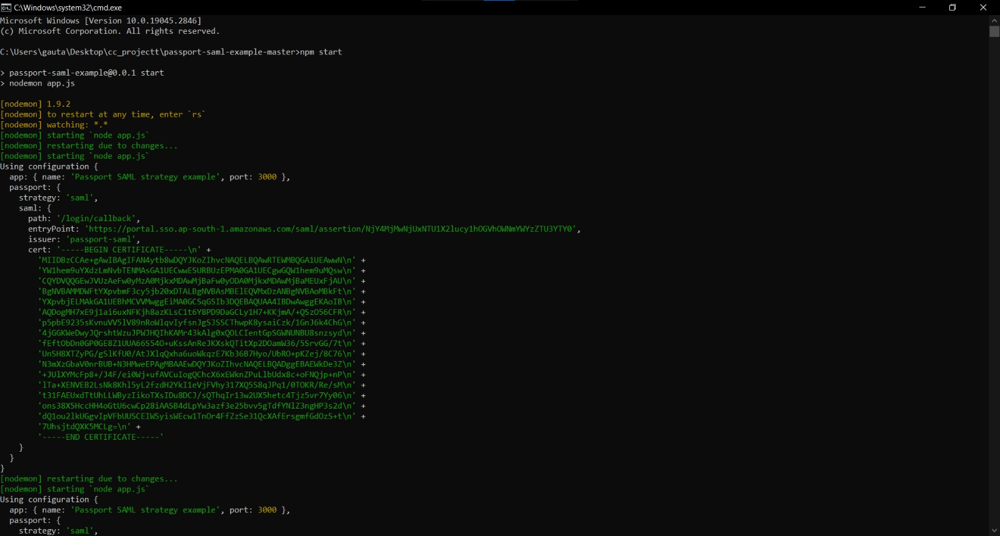 C:\Windows\system32\cmd.exe
Microsoft Windows [Version 10.0.19045.2846]
(c) Microsoft Corporation. All rights reserved.
C:\Users\gauta\Desktop\cc_projectt\passport-saml-example-master>npm start
> passport-saml-example@0.0.1 start
> nodemon app.js
[nodemon] 1.9.2
[nodemon] to restart at any time, enter `rs`
[nodemon] watching: *.*
[nodemon] starting `node app.js`
[nodemon] restarting due to changes...
[nodemon] starting `node app.js`
Using configuration {
  app: { name: 'Passport SAML strategy example', port: 3000 },
  passport: {
    strategy: 'saml',
    saml: {
      path: '/login/callback',
      entryPoint: 'https://portal.sso.ap-south-1.amazonaws.com/saml/assertion/NjY4MjMwNjUxNTU1X2lucy1hOGVhOWNmYWYzZTU3YTY0',
      issuer: 'passport-saml',
      cert: '-----BEGIN CERTIFICATE-----\n' +
        'MIIDBzCCAe+gAwIBAgIFAN4ytb8wDQYJKoZIhvcNAQELBQAwRTEWMBQGA1UEAwwN\n' +
        'YW1hem9uYXdzLmNvbTENMAsGA1UECwwESURBUzEPMA0GA1UECgwGQW1hem9uMQsw\n' +
        'CQYDVQQGEwJVUzAeFw0yMzA0MjkxMDAwMjBaFw0yODA0MjkxMDAwMjBaMEUxFjAU\n' +
        'BgNVBAMMDWFtYXpvbmF3cy5jb20xDTALBgNVBAsMBElEQVMxDzANBgNVBAoMBkFt\n' +
        'YXpvbjELMAkGA1UEBhMCVVMwggEiMA0GCSqGSIb3DQEBAQUAA4IBDwAwggEKAoIB\n' +
        'AQDogMH7xE9j1ai6uxNFKjh8azKLsC1t6Y8PD9DaGCLy1H7+KKjmA/+QSzO56CFR\n' +
        'p5pbE9235sKvnuVV5lV89nRoWlqvIyfsnJgSJSSCThwpK8ysaiCzk/1GnJ6k4ChG\n' +
        '4jGGKWeDwyJQrshtWzuJPWJHQIhKAMr43kAlg0xQOLCIentGpSGWNUNBU8snzsyd\n' +
        'fEftObDn0GP0GE8Z1UUA66S54O+uKssAnReJKXskQTitXp2DOamW36/5SrvGG/7t\n' +
        'UnSH8XTZyPG/gSlKfU0/AtJXlqQxha6uoWkqzE7Kb36B7Hyo/UbRO+pKZej/8C76\n' +
        'N3mXzGbaV0nrBUB+N3HMweEPAgMBAAEwDQYJKoZIhvcNAQELBQADggEBAEWkDe3Z\n' +
        '+JUlXYMcFp8+/J4F/ei0Wj+ufAVCuIogQChcX6xEWknZPuLlbUdx8c+oFNQjp+nP\n' +
        'lTa+XENVEB2LsNk8Khl5yL2fzdH2YkI1eVjFVhy317XQ5S8qJPq1/0TOKR/Re/sM\n' +
        't31FAEUxdTtUhLLWByzIikoTXsIDu8DCJ/sQThqIr13w2UX5hetc4Tjz5vr7Yy06\n' +
        'ons38X5HccHH4oGtU6cwCp28iAASB4dLpYw3azf3e25bvv5gTdfYNlZ3ngHP3s2d\n' +
        'dQ1ou2lkUGgvIpVFbUUSCEIWSyisWEcw1TnOr4FfZzSe31QcXAfErsgmfGdOzS+t\n' +
        '7UhsjtdQXK5MCLg=\n' +
        '-----END CERTIFICATE-----'
    }
  }
}
[nodemon] restarting due to changes...
[nodemon] starting `node app.js`
Using configuration {
  app: { name: 'Passport SAML strategy example', port: 3000 },
  passport: {
    strategy: 'saml',